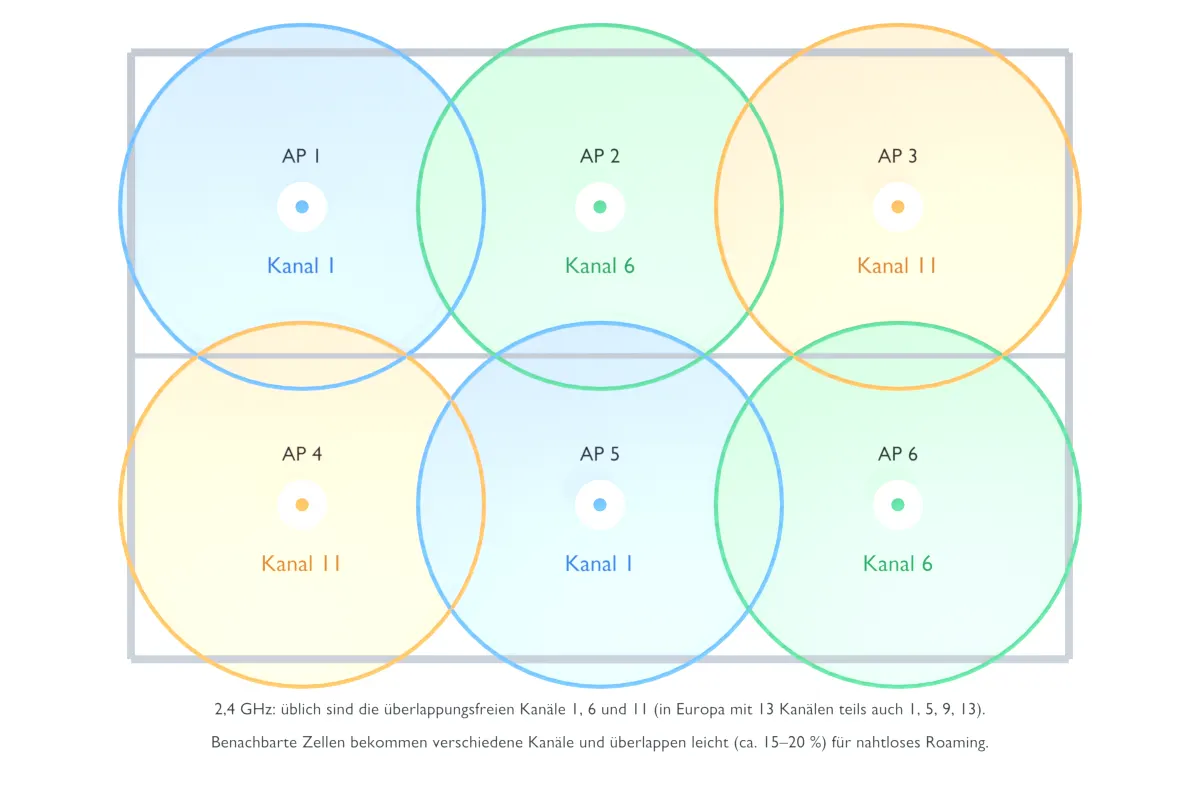 AP 1
AP 2
AP 3
Kanal 1
Kanal 6
Kanal 11
AP 4
AP 5
AP 6
Kanal 11
Kanal 1
Kanal 6
2,4 GHz: üblich sind die überlappungsfreien Kanäle 1, 6 und 11 (in Europa mit 13 Kanälen teils auch 1, 5, 9, 13).
Benachbarte Zellen bekommen verschiedene Kanäle und überlappen leicht (ca. 15–20 %) für nahtloses Roaming.